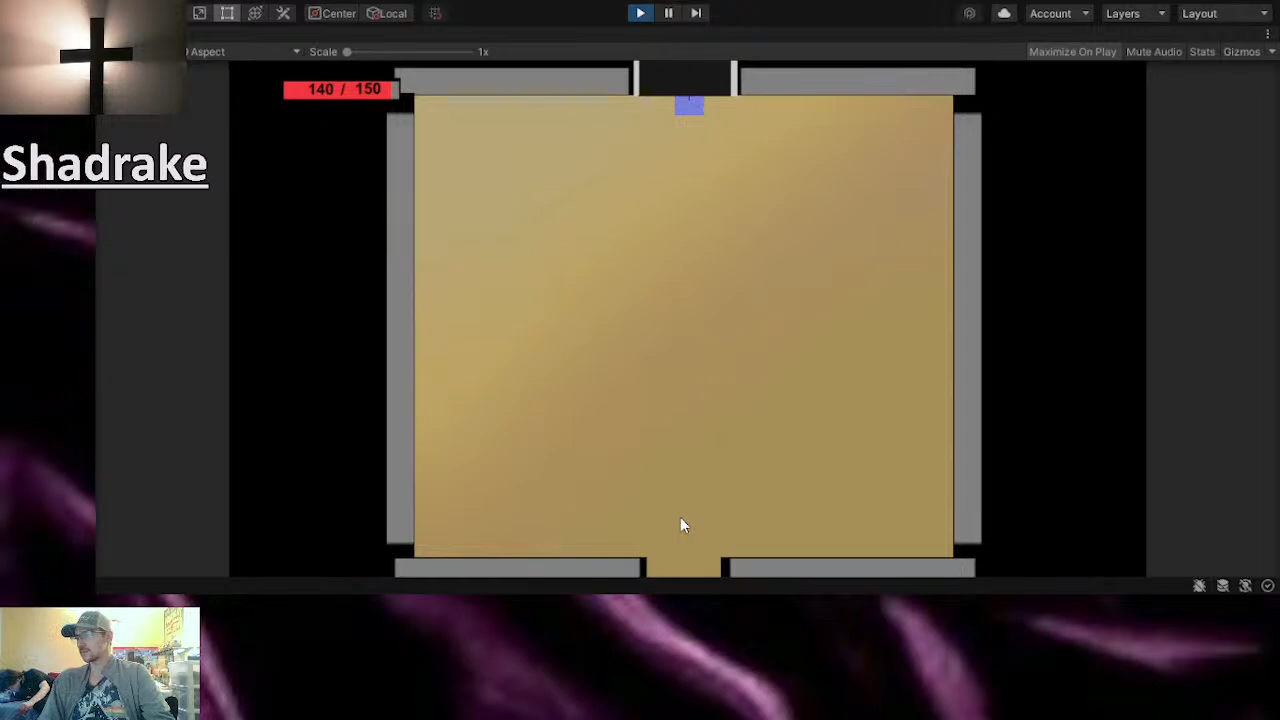 Center Local Account Layers Layout
Aspect Scale 1x Maximize On Play Mute Audio Stats Gizmos
140 / 150
Shadrake